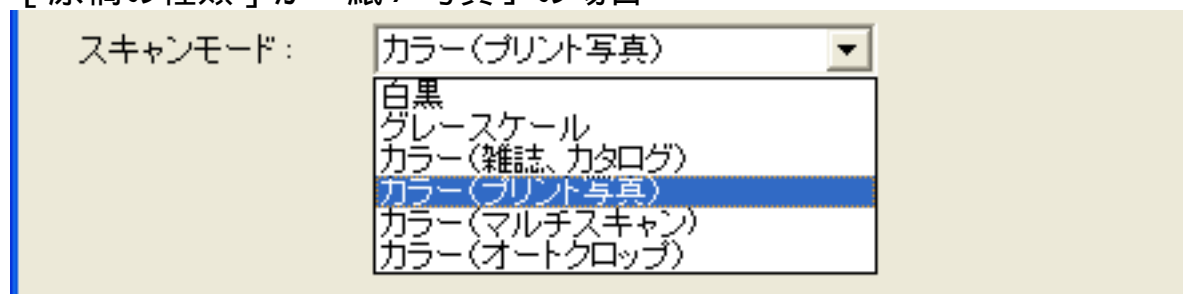 スキャンモード： カラー(プリント写真)
白黒
グレースケール
カラー(雑誌、カタログ)
カラー(プリント写真)
カラー(マルチスキャン)
カラー(オートクロップ)